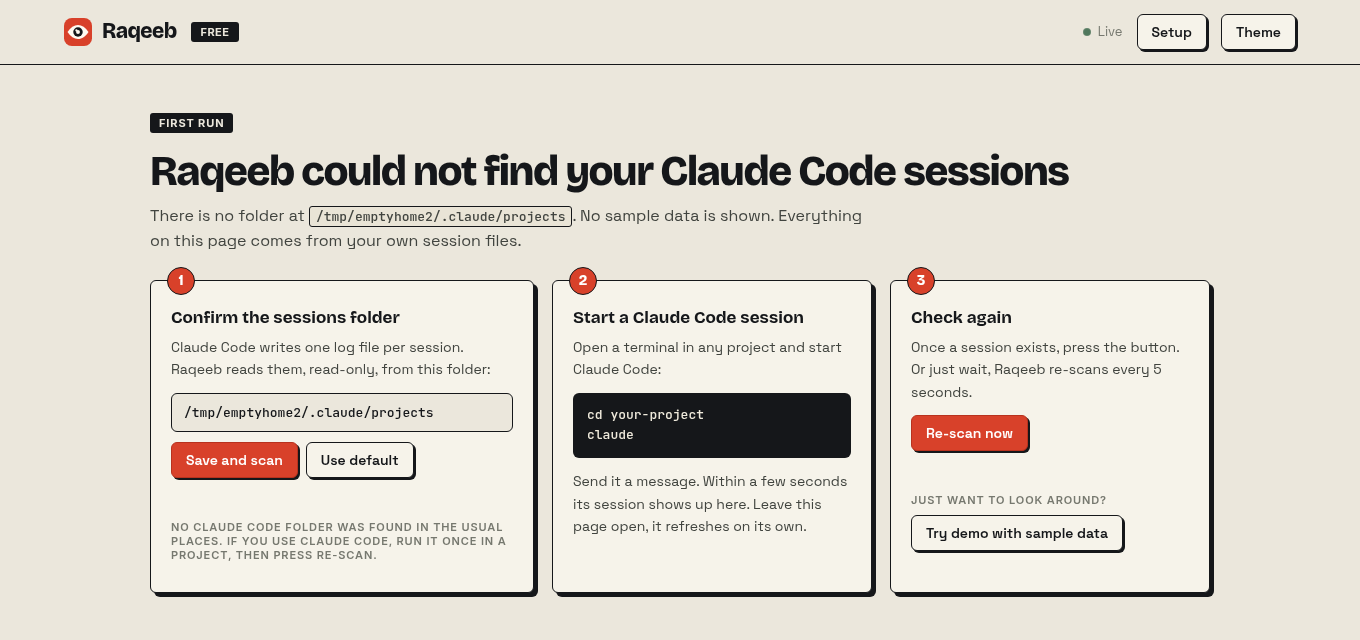 Raqeeb FREE
Live Setup Theme
FIRST RUN
Raqeeb could not find your Claude Code sessions
There is no folder at /tmp/emptyhome2/.claude/projects. No sample data is shown. Everything
on this page comes from your own session files.
1
Confirm the sessions folder
Claude Code writes one log file per session.
Raqeeb reads them, read-only, from this folder:
/tmp/emptyhome2/.claude/projects
Save and scan Use default
NO CLAUDE CODE FOLDER WAS FOUND IN THE USUAL
PLACES. IF YOU USE CLAUDE CODE, RUN IT ONCE IN A
PROJECT, THEN PRESS RE-SCAN.
2
Start a Claude Code session
Open a terminal in any project and start
Claude Code:
cd your-project
claude
Send it a message. Within a few seconds
its session shows up here. Leave this
page open, it refreshes on its own.
3
Check again
Once a session exists, press the button.
Or just wait, Raqeeb re-scans every 5
seconds.
Re-scan now
JUST WANT TO LOOK AROUND?
Try demo with sample data